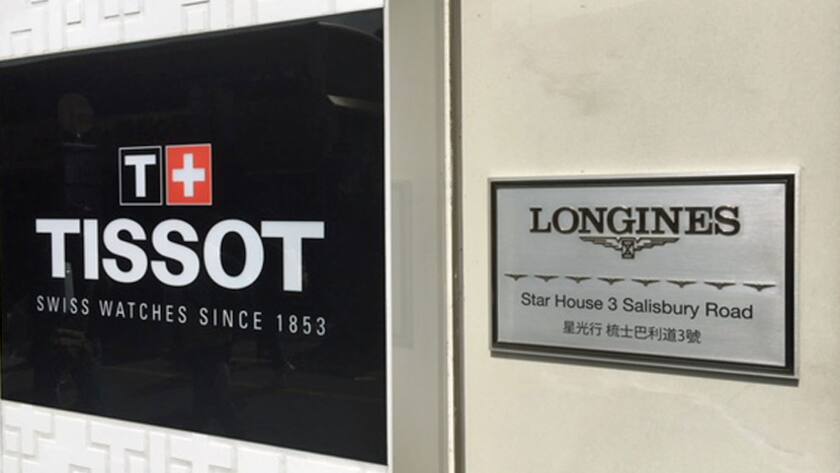 T+
TISSOT
SWISS WATCHES SINCE 1853
LONGINES
Star House 3 Salisbury Road
星光行 梳士巴利道3號